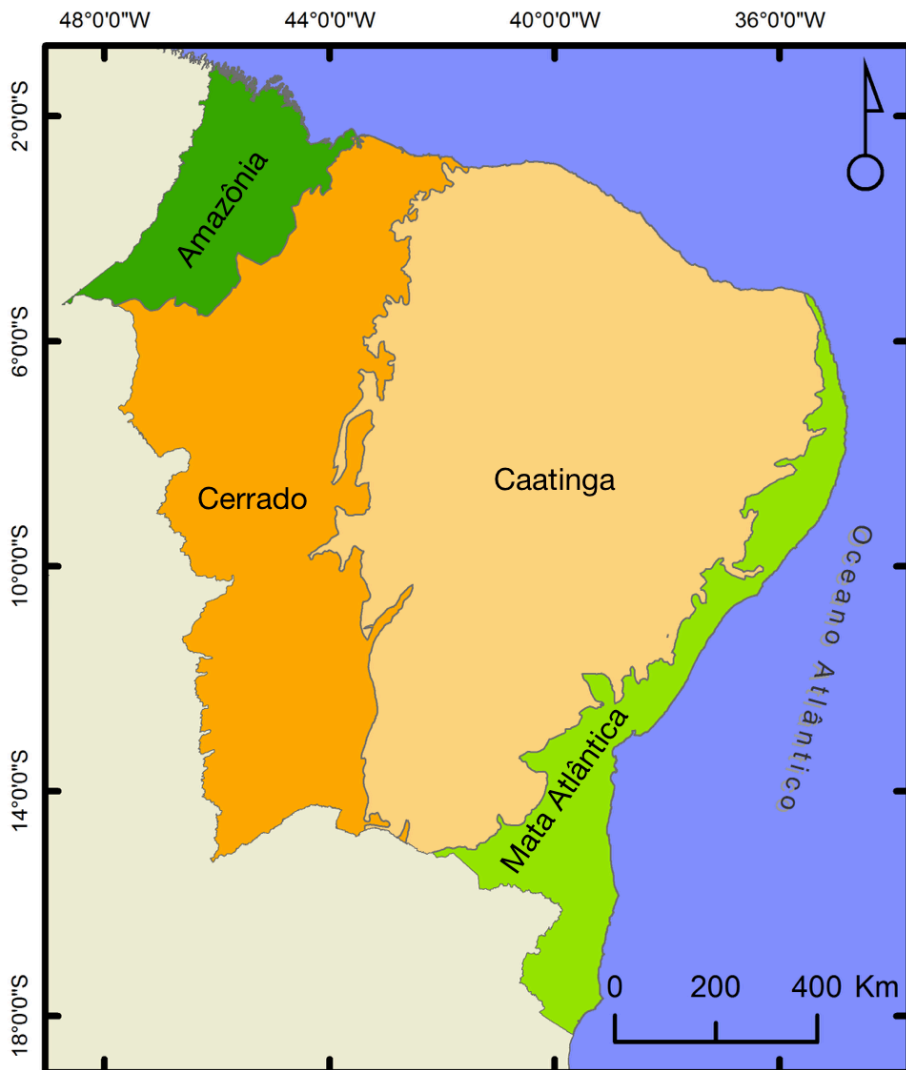 48°0'0"W
44°0'0"W
40°0'0"W
36°0'0"W
2°0'0"S
6°0'0"S
10°0'0"S
14°0'0"S
18°0'0"S
Amazônia
Cerrado
Caatinga
Mata Atlântica
Oceano Atlântico
0 200 400 Km